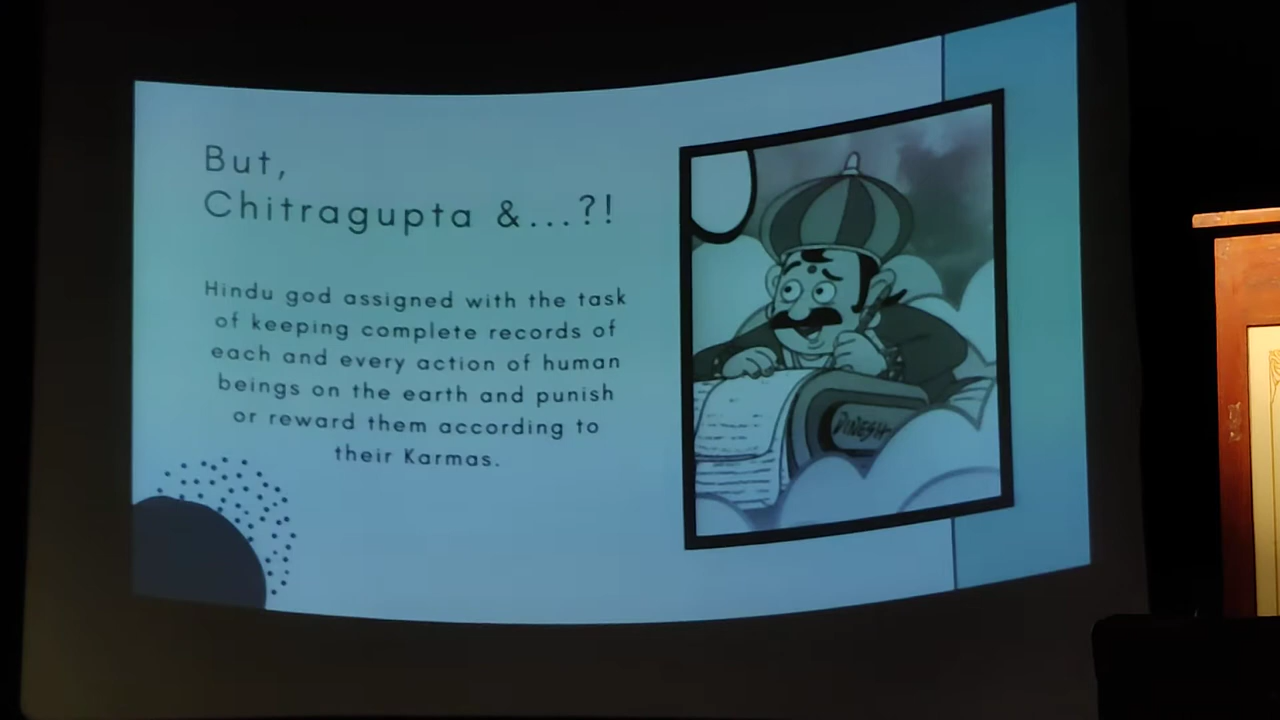 But,
Chitragupta &...?!
Hindu god assigned with the task
of keeping complete records of
each and every action of human
beings on the earth and punish
or reward them according to
their Karmas.
DINESH